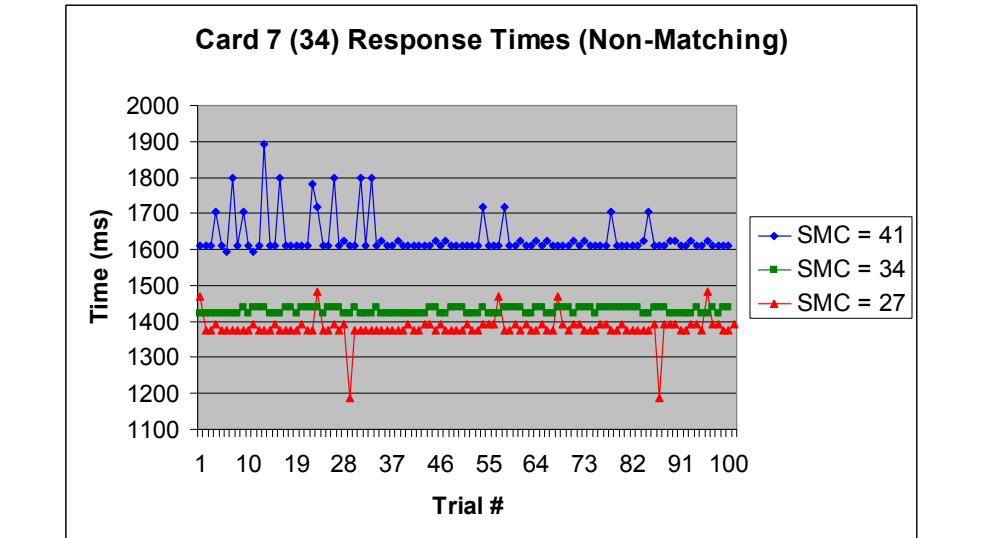 Card 7 (34) Response Times (Non-Matching)
2000
1900
1800
1700
1600
1500
1400
1300
1200
1100
Time (ms)
1 10 19 28 37 46 55 64 73 82 91 100
Trial #
SMC = 41
SMC = 34
SMC = 27